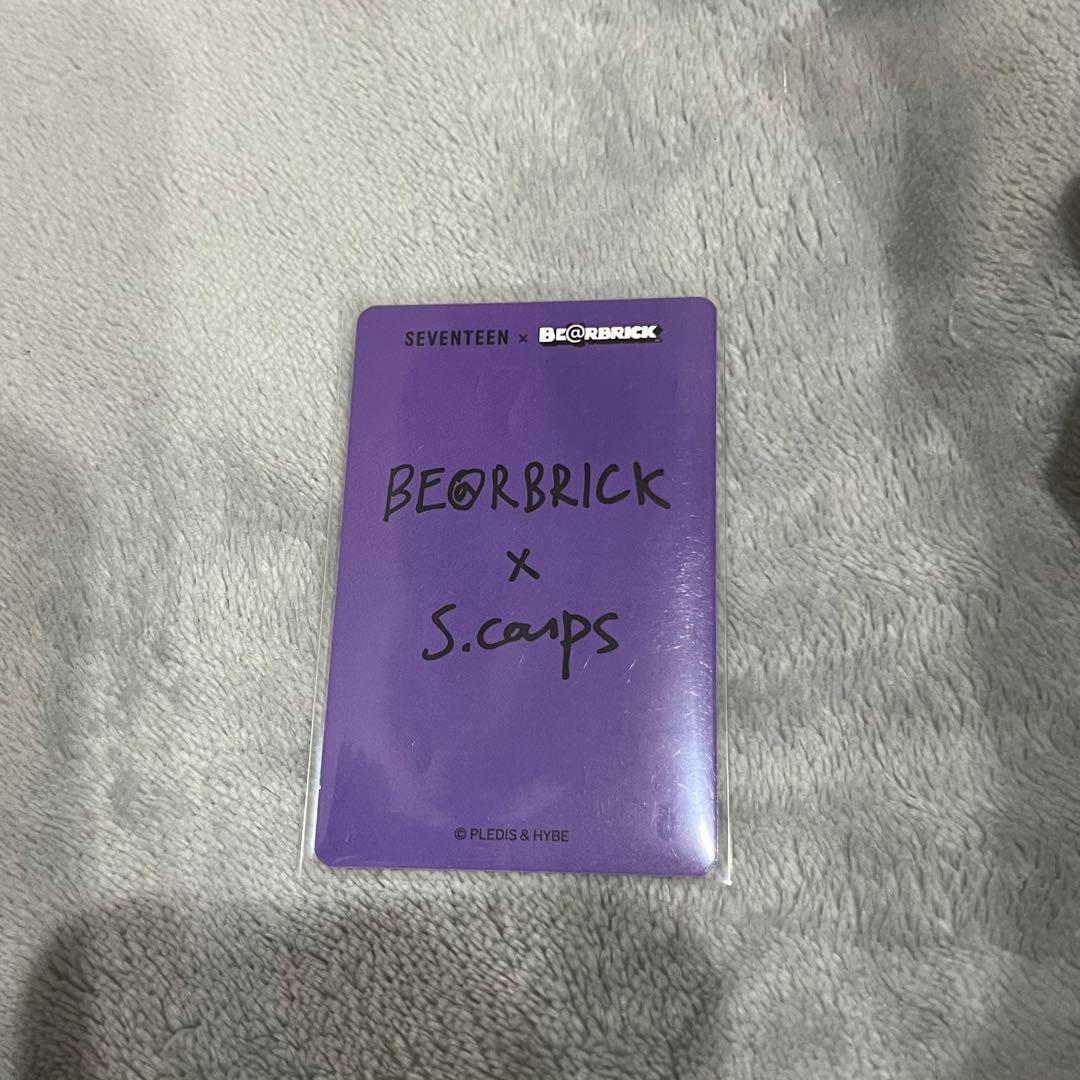 SEVENTEEN × BE@RBRICK
BE@RBRICK
x
S.coups
© PLEDIS & HYBE